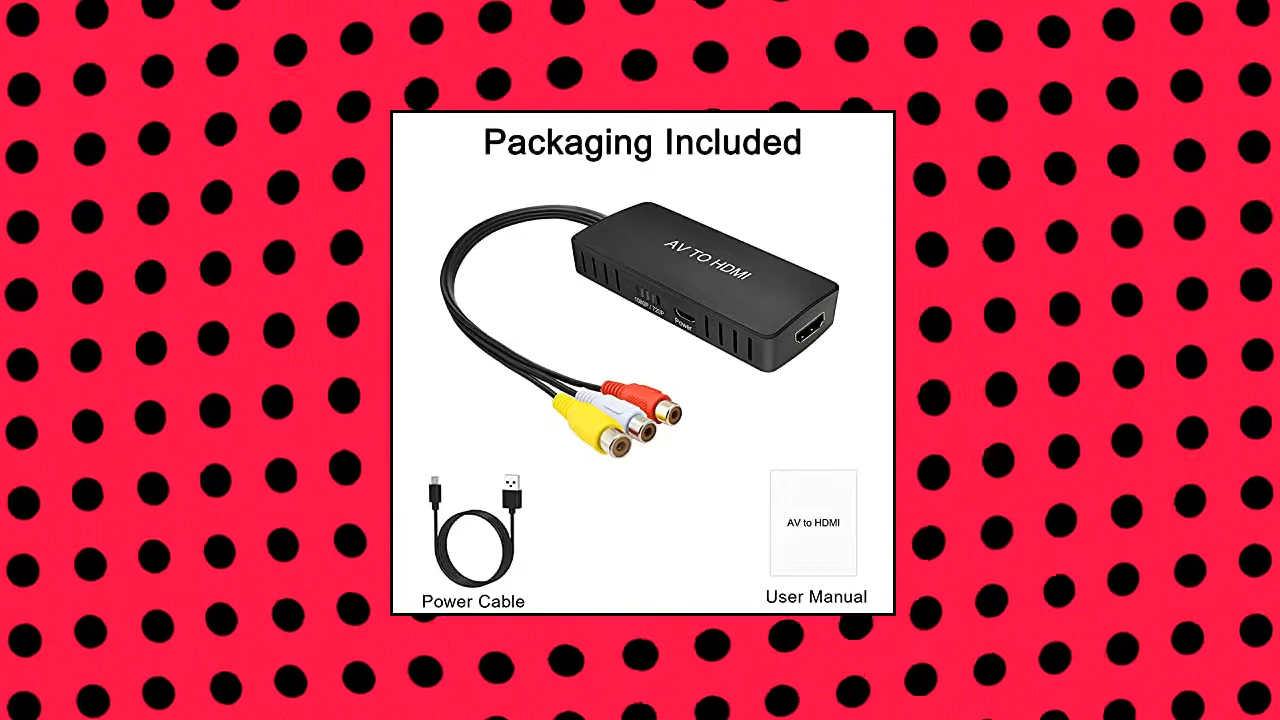 Packaging Included
AV TO HDMI
1080P / 720P
Power
AV to HDMI
Power Cable
User Manual